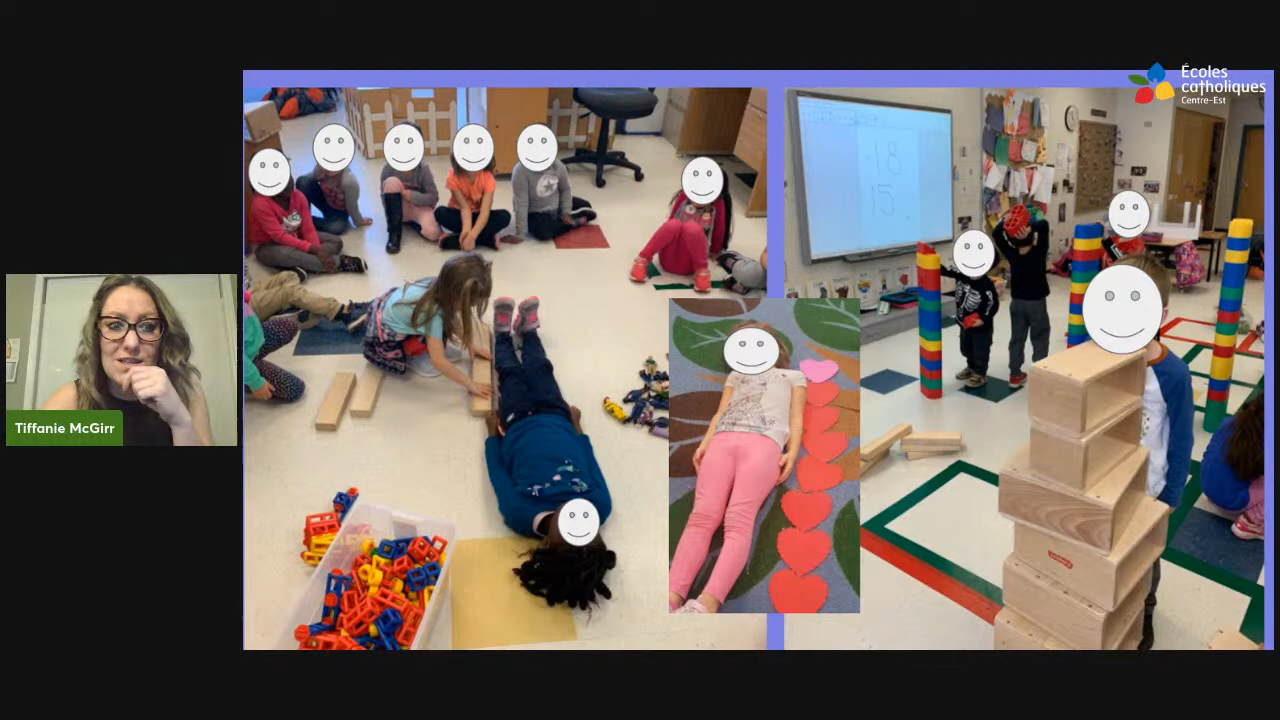 Écoles
catholiques
Centre-Est
18
15
Tiffanie McGirr